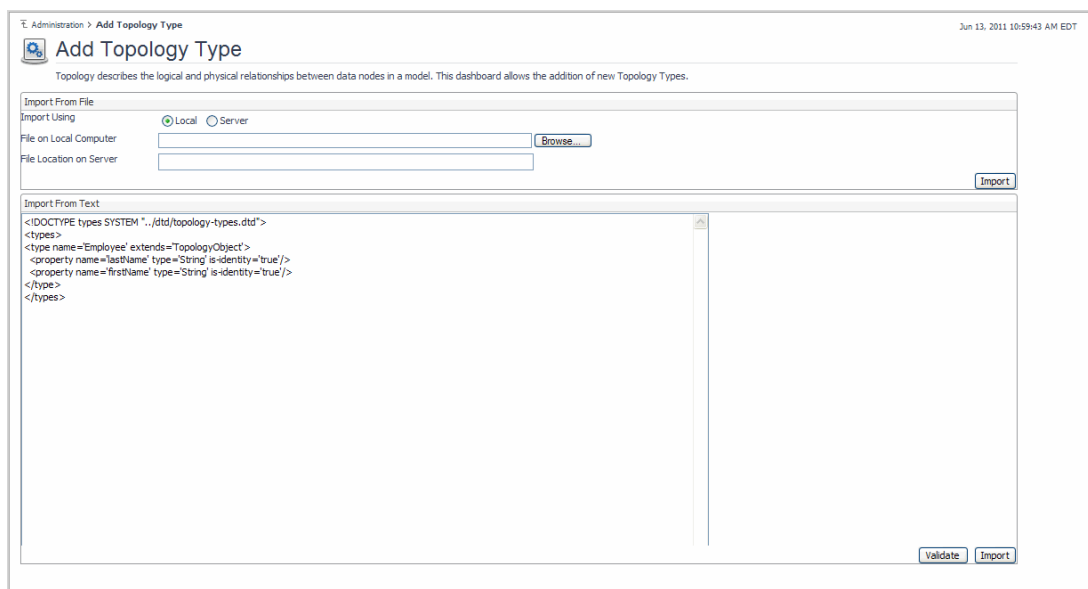 Administration > Add Topology Type
Jun 13, 2011 10:59:43 AM EDT
Add Topology Type
Topology describes the logical and physical relationships between data nodes in a model. This dashboard allows the addition of new Topology Types.
Import From File
Import Using
Local Server
File on Local Computer
Browse...
File Location on Server
Import
Import From Text
<!DOCTYPE types SYSTEM "../dtd/topology-types.dtd">
<types>
<type name='Employee' extends='TopologyObject'>
<property name='lastName' type='String' is-identity='true'/>
<property name='firstName' type='String' is-identity='true'/>
</type>
</types>
Validate Import